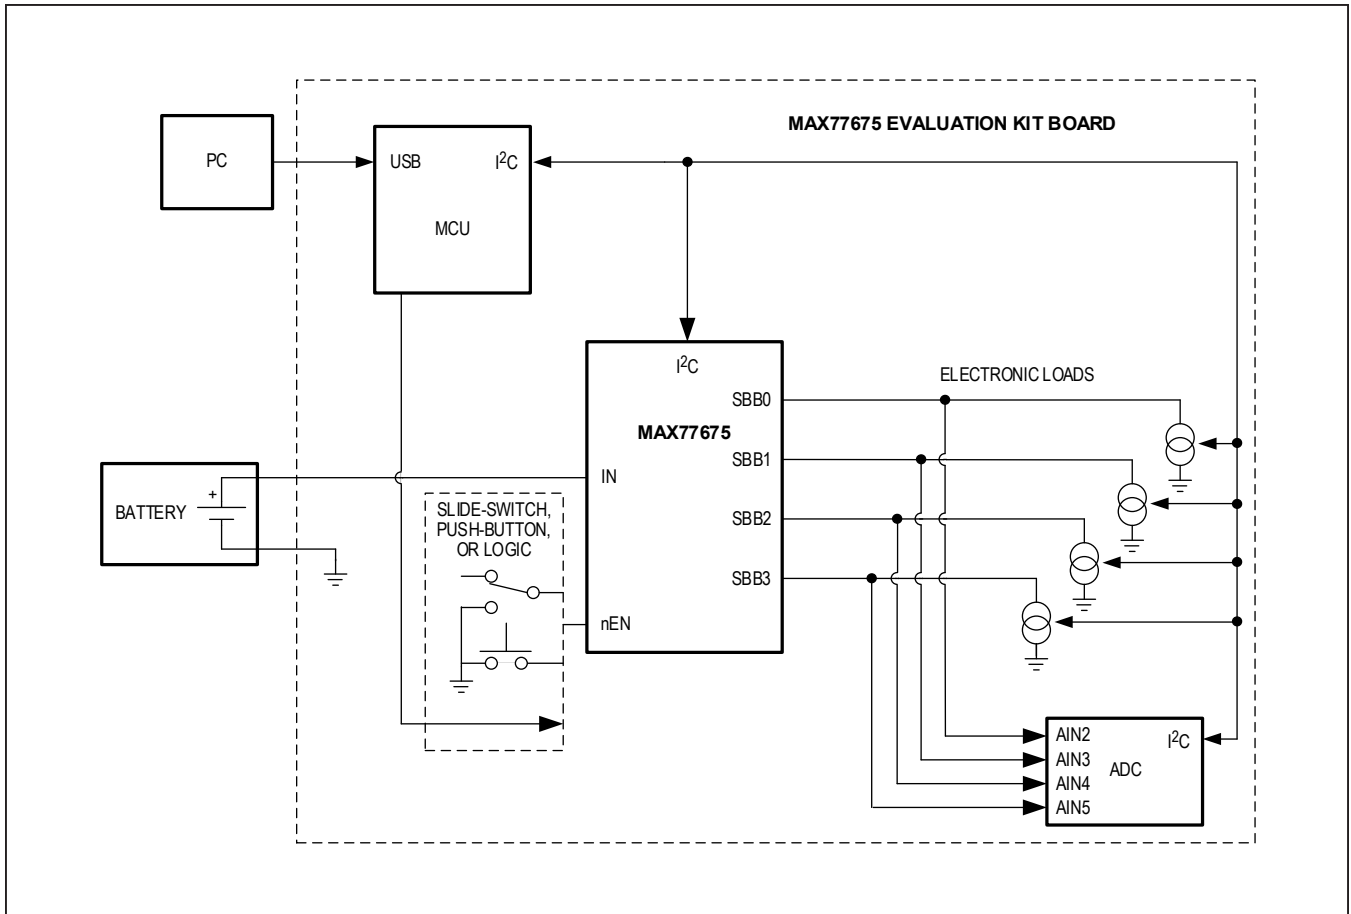 MAX77675 EVALUATION KIT BOARD
PC
USB
I²C
MCU
I²C
MAX77675
SBB0
SBB1
SBB2
SBB3
IN
nEN
ELECTRONIC LOADS
BATTERY
+
SLIDE-SWITCH,
PUSH-BUTTON,
OR LOGIC
AIN2
AIN3
AIN4
AIN5
I²C
ADC